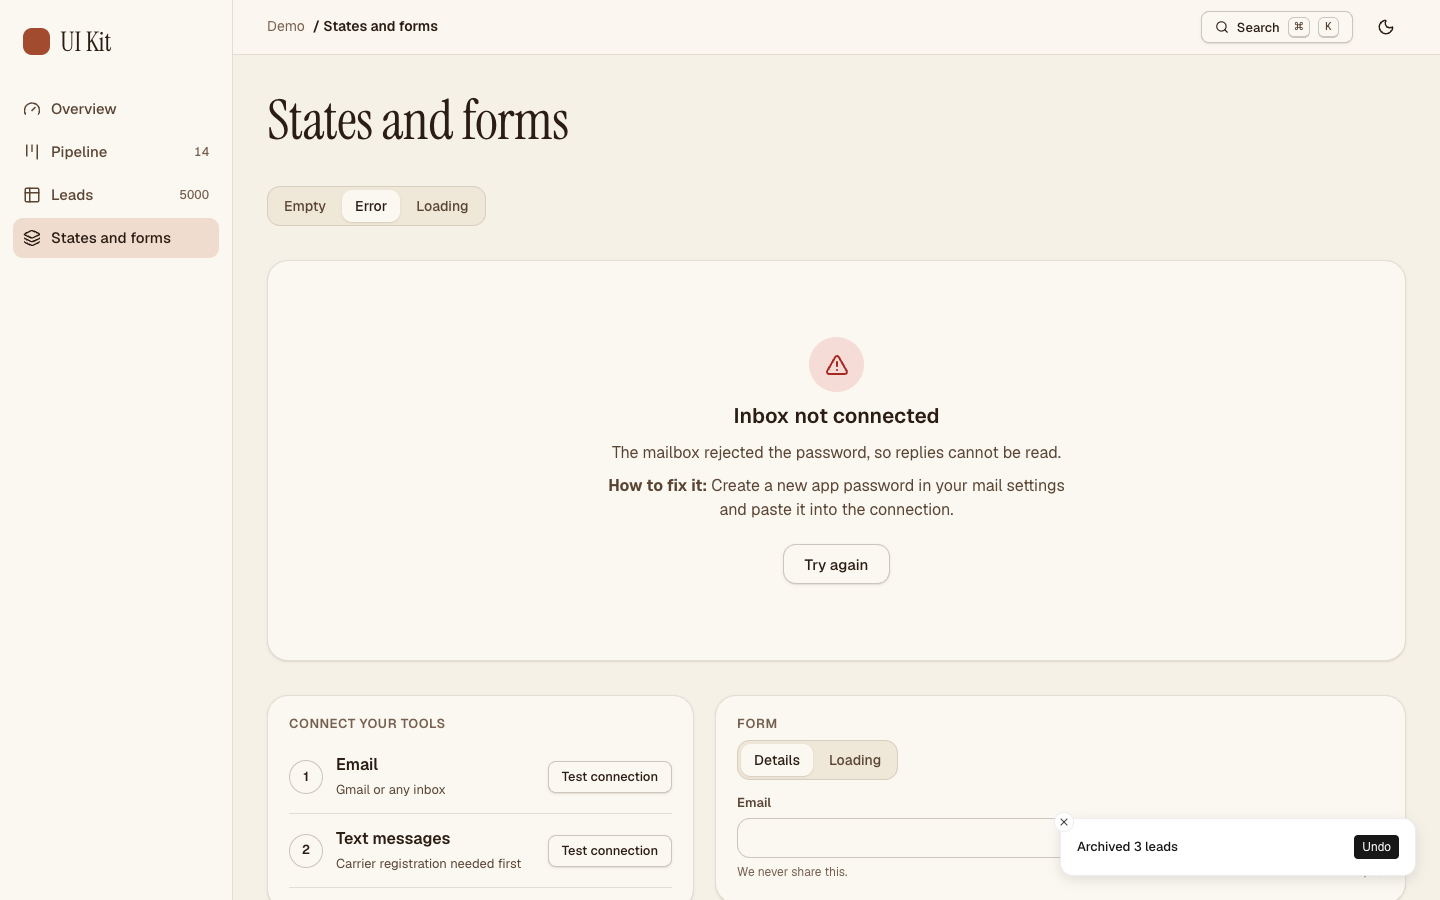 UI Kit
Overview
Pipeline 14
Leads 5000
States and forms
Demo / States and forms
Search ⌘ K
States and forms
Empty Error Loading
Inbox not connected
The mailbox rejected the password, so replies cannot be read.
How to fix it: Create a new app password in your mail settings
and paste it into the connection.
Try again
CONNECT YOUR TOOLS
1 Email
Gmail or any inbox
Test connection
2 Text messages
Carrier registration needed first
Test connection
FORM
Details Loading
Email
We never share this.
Archived 3 leads
Undo